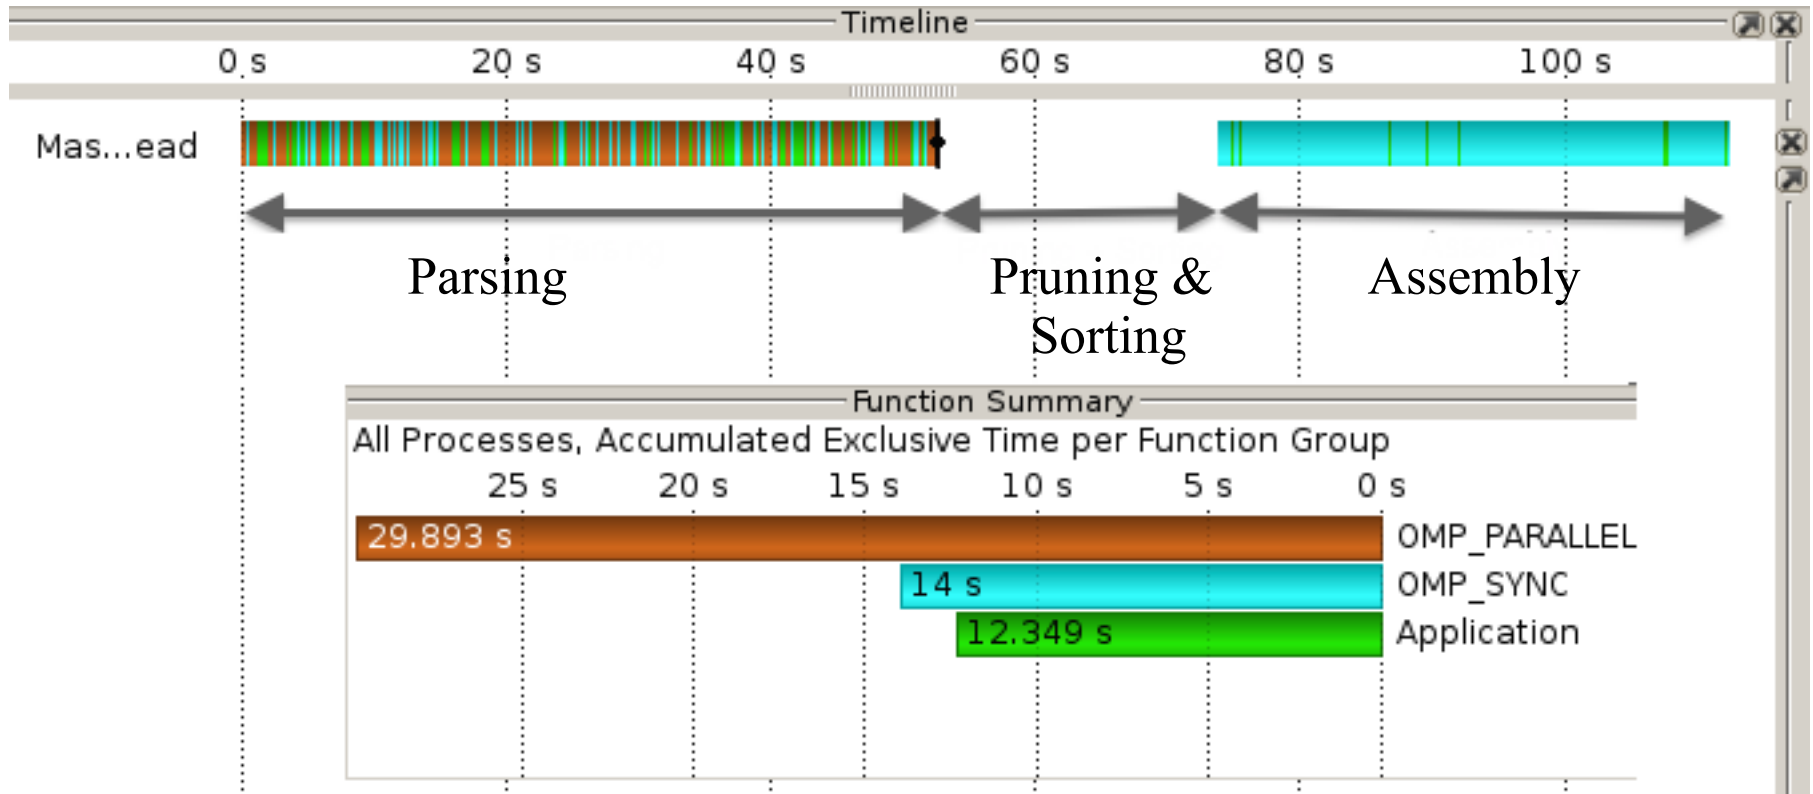 Timeline
0 s 20 s 40 s 60 s 80 s 100 s
Mas...ead
Parsing Pruning & Sorting Assembly
Function Summary
All Processes, Accumulated Exclusive Time per Function Group
25 s 20 s 15 s 10 s 5 s 0 s
29.893 s OMP_PARALLEL
14 s OMP_SYNC
12.349 s Application